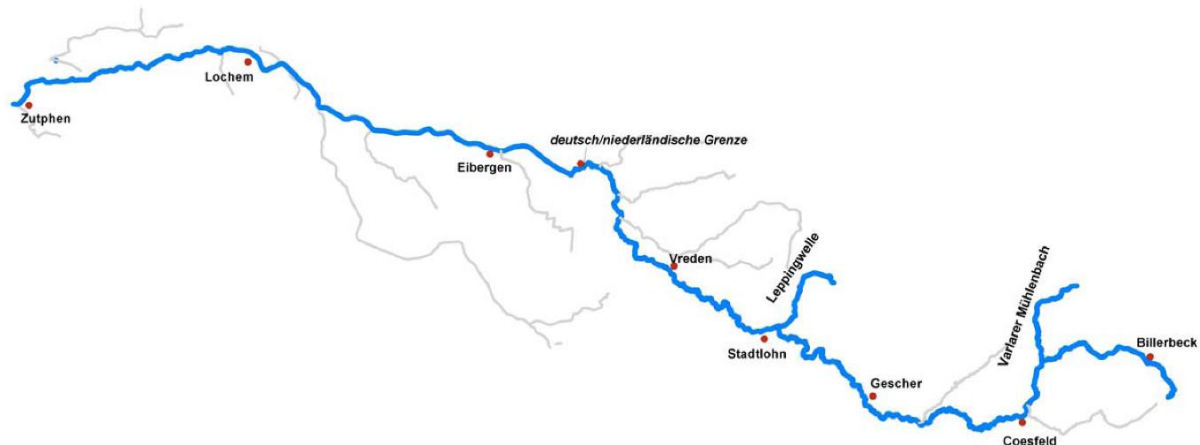 Lochem
Zutphen
deutsch/niederländische Grenze
Eibergen
Vreden
Leppingwelle
Stadtlohn
Varlarer Mühlenbach
Billerbeck
Gescher
Coesfeld